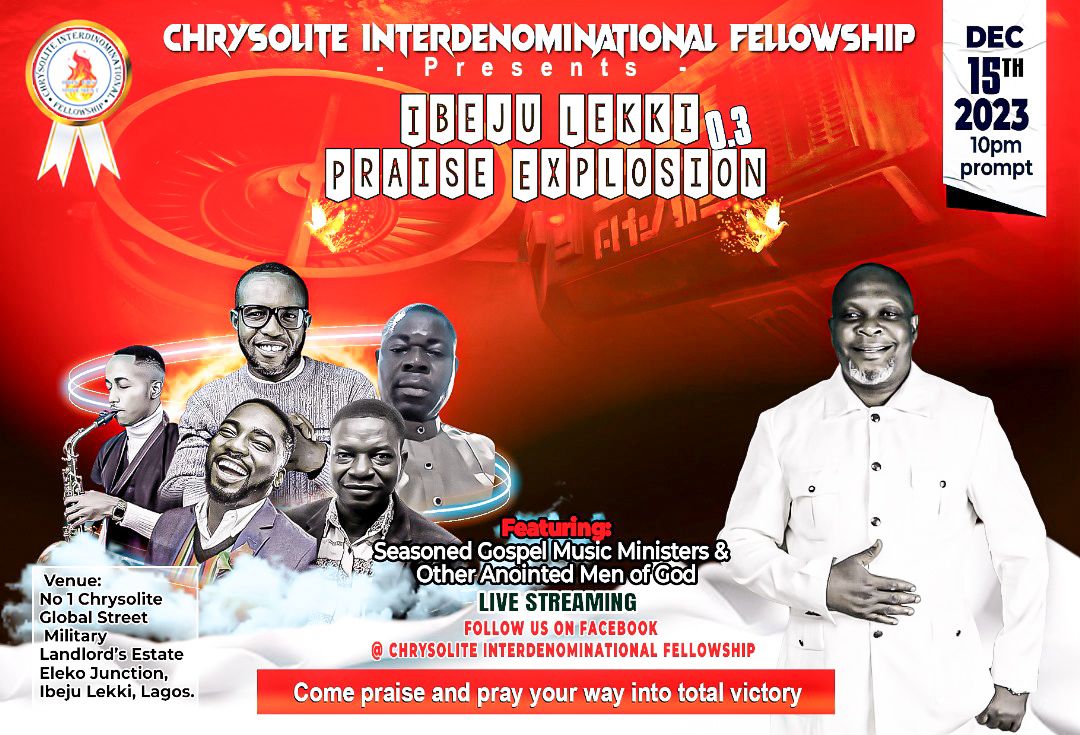 CHRYSOLITE INTERDINOMINATIONAL
FELLOWSHIP
CHRYSOLITE INTERDENOMINATIONAL FELLOWSHIP
- Presents -
IBEJU LEKKI 0.3
PRAISE EXPLOSION
DEC
15TH
2023
10pm
prompt
Featuring:
Seasoned Gospel Music Ministers &
Other Anointed Men of God
LIVE STREAMING
FOLLOW US ON FACEBOOK
@ CHRYSOLITE INTERDENOMINATIONAL FELLOWSHIP
Venue:
No 1 Chrysolite
Global Street
Military
Landlord's Estate
Eleko Junction,
Ibeju Lekki, Lagos.
Come praise and pray your way into total victory